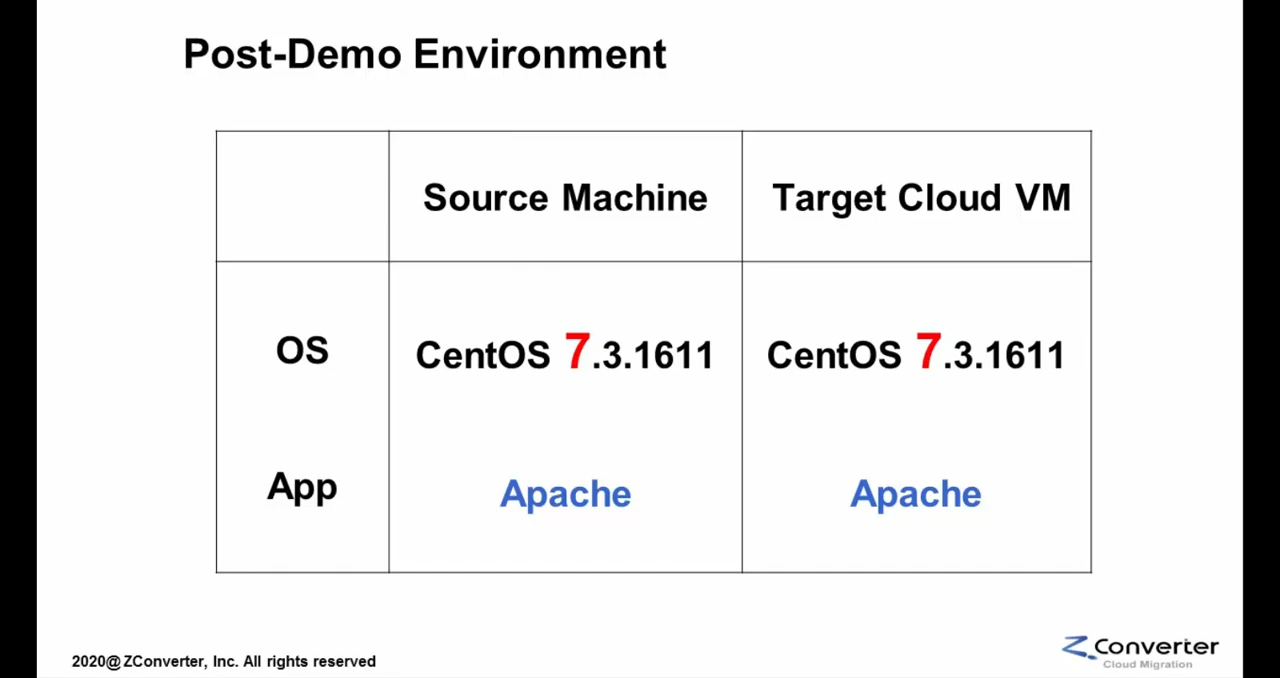 Post-Demo Environment
Source Machine
Target Cloud VM
OS
CentOS 7.3.1611
CentOS 7.3.1611
App
Apache
Apache
2020@ZConverter, Inc. All rights reserved
ZConverter
Cloud Migration